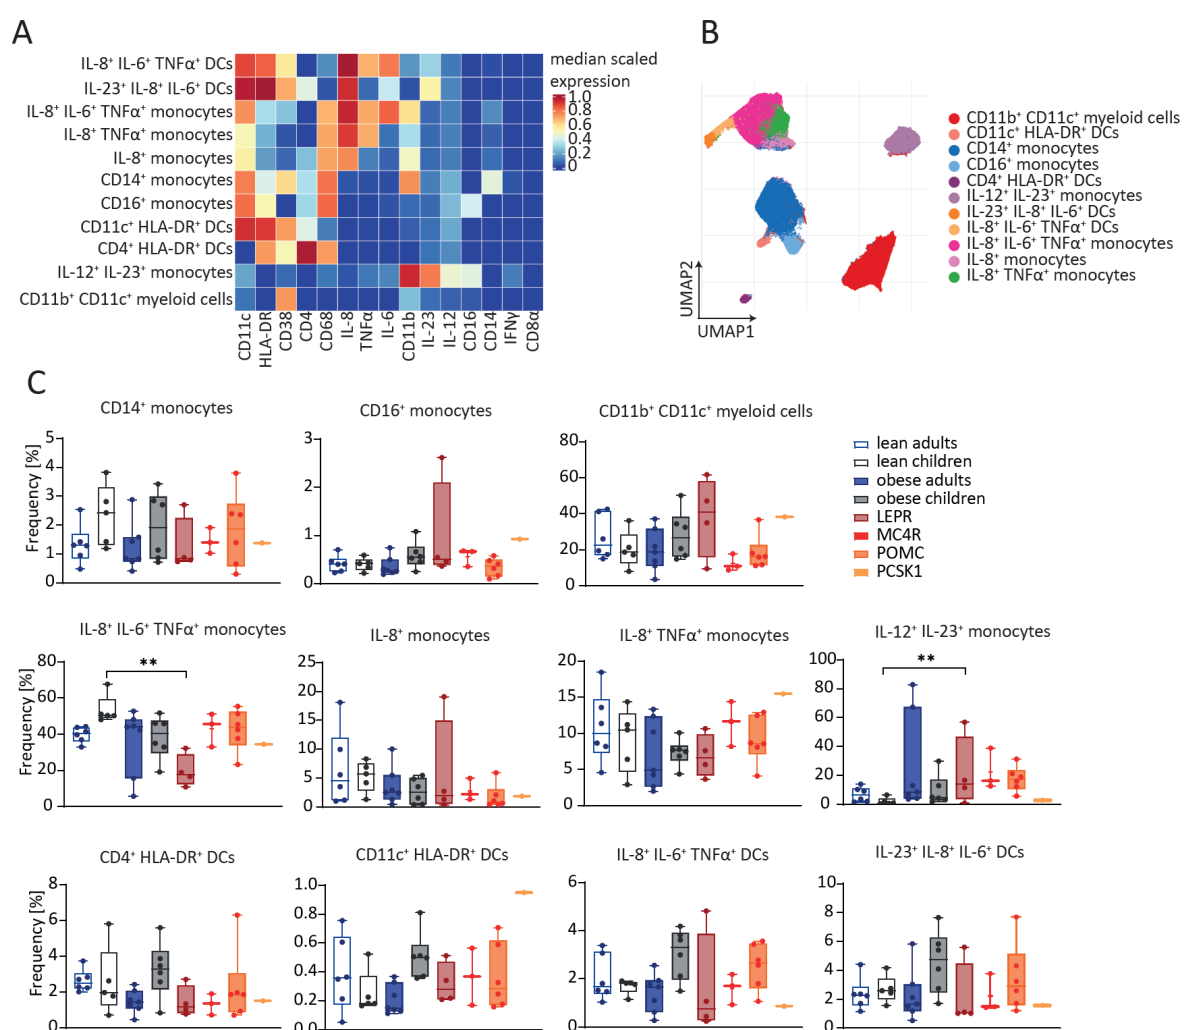 A
IL-8⁺ IL-6⁺ TNFα⁺ DCs
IL-23⁺ IL-8⁺ IL-6⁺ DCs
IL-8⁺ IL-6⁺ TNFα⁺ monocytes
IL-8⁺ TNFα⁺ monocytes
IL-8⁺ monocytes
CD14⁺ monocytes
CD16⁺ monocytes
CD11c⁺ HLA-DR⁺ DCs
CD4⁺ HLA-DR⁺ DCs
IL-12⁺ IL-23⁺ monocytes
CD11b⁺ CD11c⁺ myeloid cells
CD11c
HLA-DR
CD38
CD4
CD68
IL-8
TNFα
IL-6
CD11b
IL-23
IL-12
CD16
CD14
IFNγ
CD8α
median scaled
expression
1.0
0.8
0.6
0.4
0.2
0
B
UMAP2
UMAP1
CD11b⁺ CD11c⁺ myeloid cells
CD11c⁺ HLA-DR⁺ DCs
CD14⁺ monocytes
CD16⁺ monocytes
CD4⁺ HLA-DR⁺ DCs
IL-12⁺ IL-23⁺ monocytes
IL-23⁺ IL-8⁺ IL-6⁺ DCs
IL-8⁺ IL-6⁺ TNFα⁺ DCs
IL-8⁺ IL-6⁺ TNFα⁺ monocytes
IL-8⁺ monocytes
IL-8⁺ TNFα⁺ monocytes
C
CD14⁺ monocytes
Frequency [%]
5
4
3
2
1
0
CD16⁺ monocytes
3
2
1
0
CD11b⁺ CD11c⁺ myeloid cells
80
60
40
20
0
lean adults
lean children
obese adults
obese children
LEPR
MC4R
POMC
PCSK1
IL-8⁺ IL-6⁺ TNFα⁺ monocytes
Frequency [%]
80
60
40
20
0
**
IL-8⁺ monocytes
25
20
15
10
5
0
IL-8⁺ TNFα⁺ monocytes
20
15
10
5
0
IL-12⁺ IL-23⁺ monocytes
100
80
60
40
20
0
**
CD4⁺ HLA-DR⁺ DCs
Frequency [%]
8
6
4
2
0
CD11c⁺ HLA-DR⁺ DCs
1.0
0.8
0.6
0.4
0.2
0.0
IL-8⁺ IL-6⁺ TNFα⁺ DCs
6
4
2
0
IL-23⁺ IL-8⁺ IL-6⁺ DCs
10
8
6
4
2
0